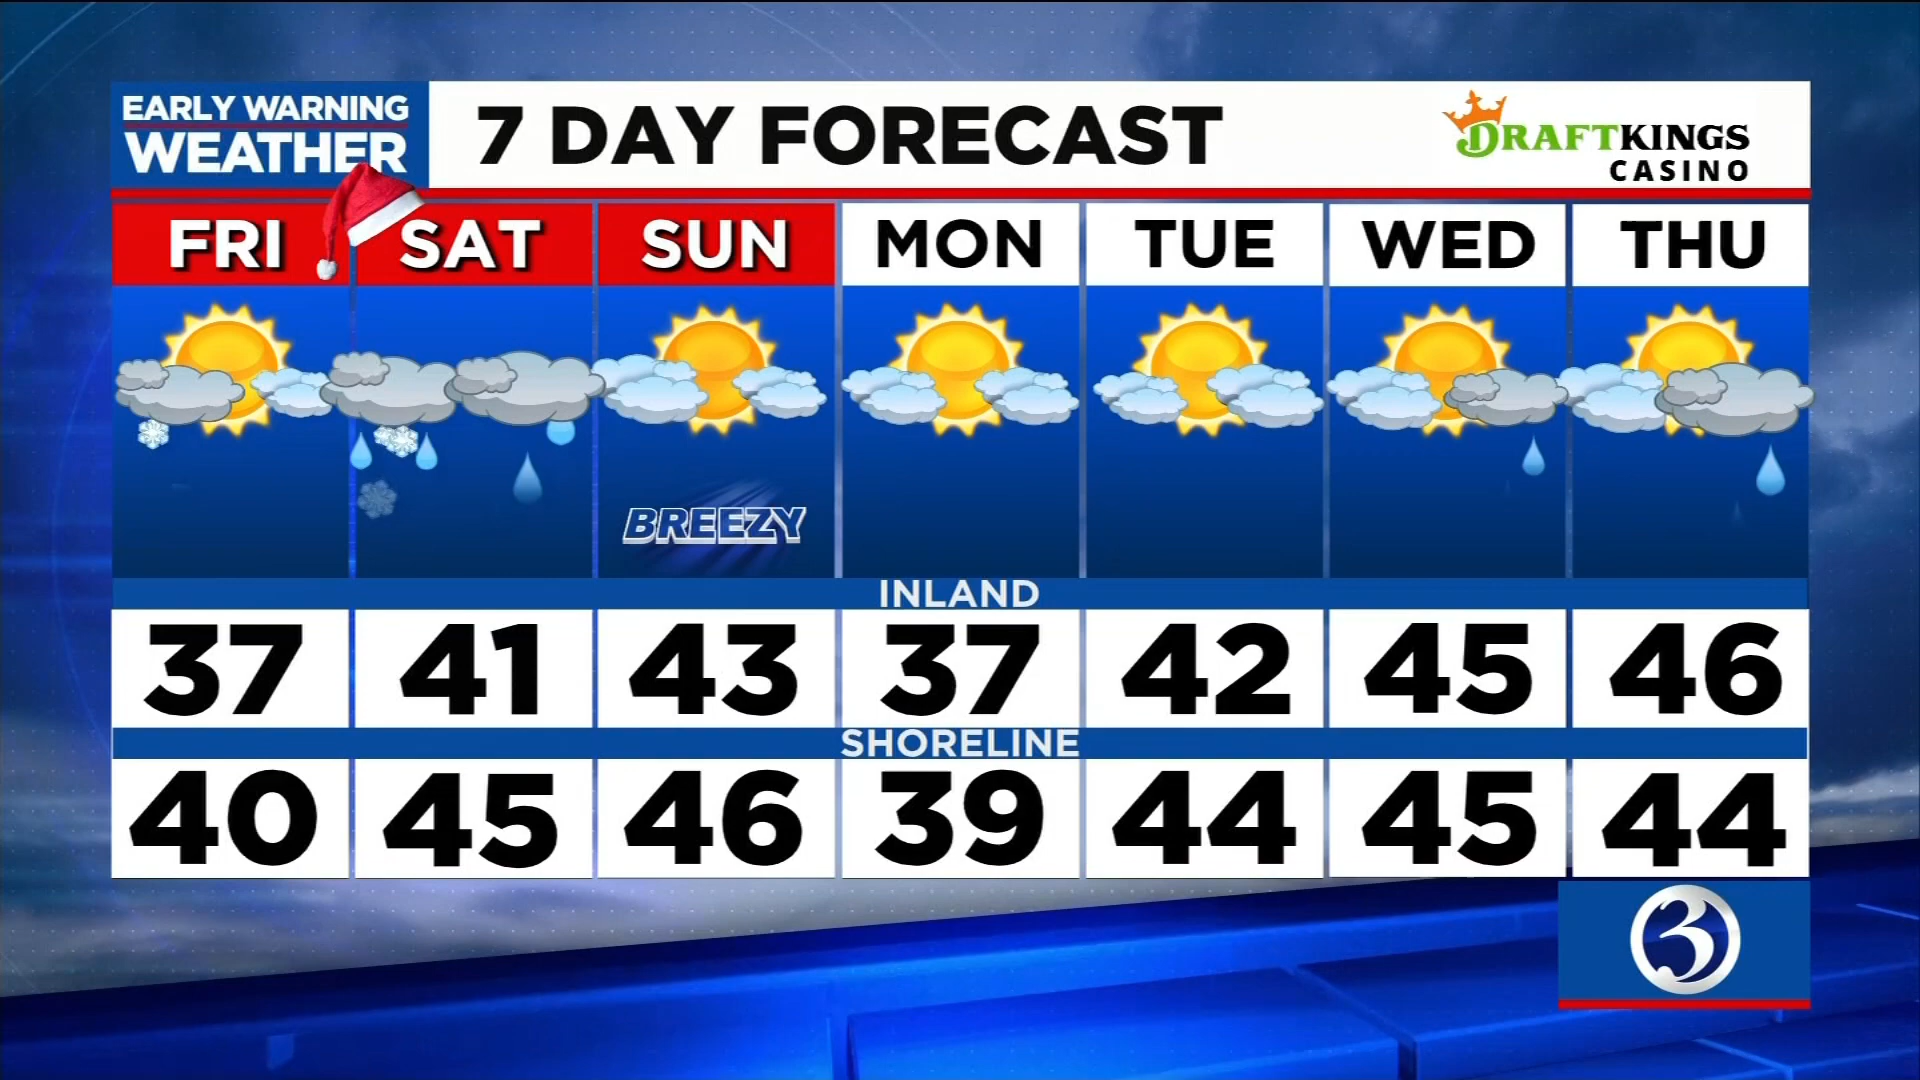 EARLY WARNING
WEATHER
7 DAY FORECAST
DRAFTKINGS
CASINO
FRI SAT SUN MON TUE WED THU
BREEZY
INLAND
37 41 43 37 42 45 46
SHORELINE
40 45 46 39 44 45 44
3